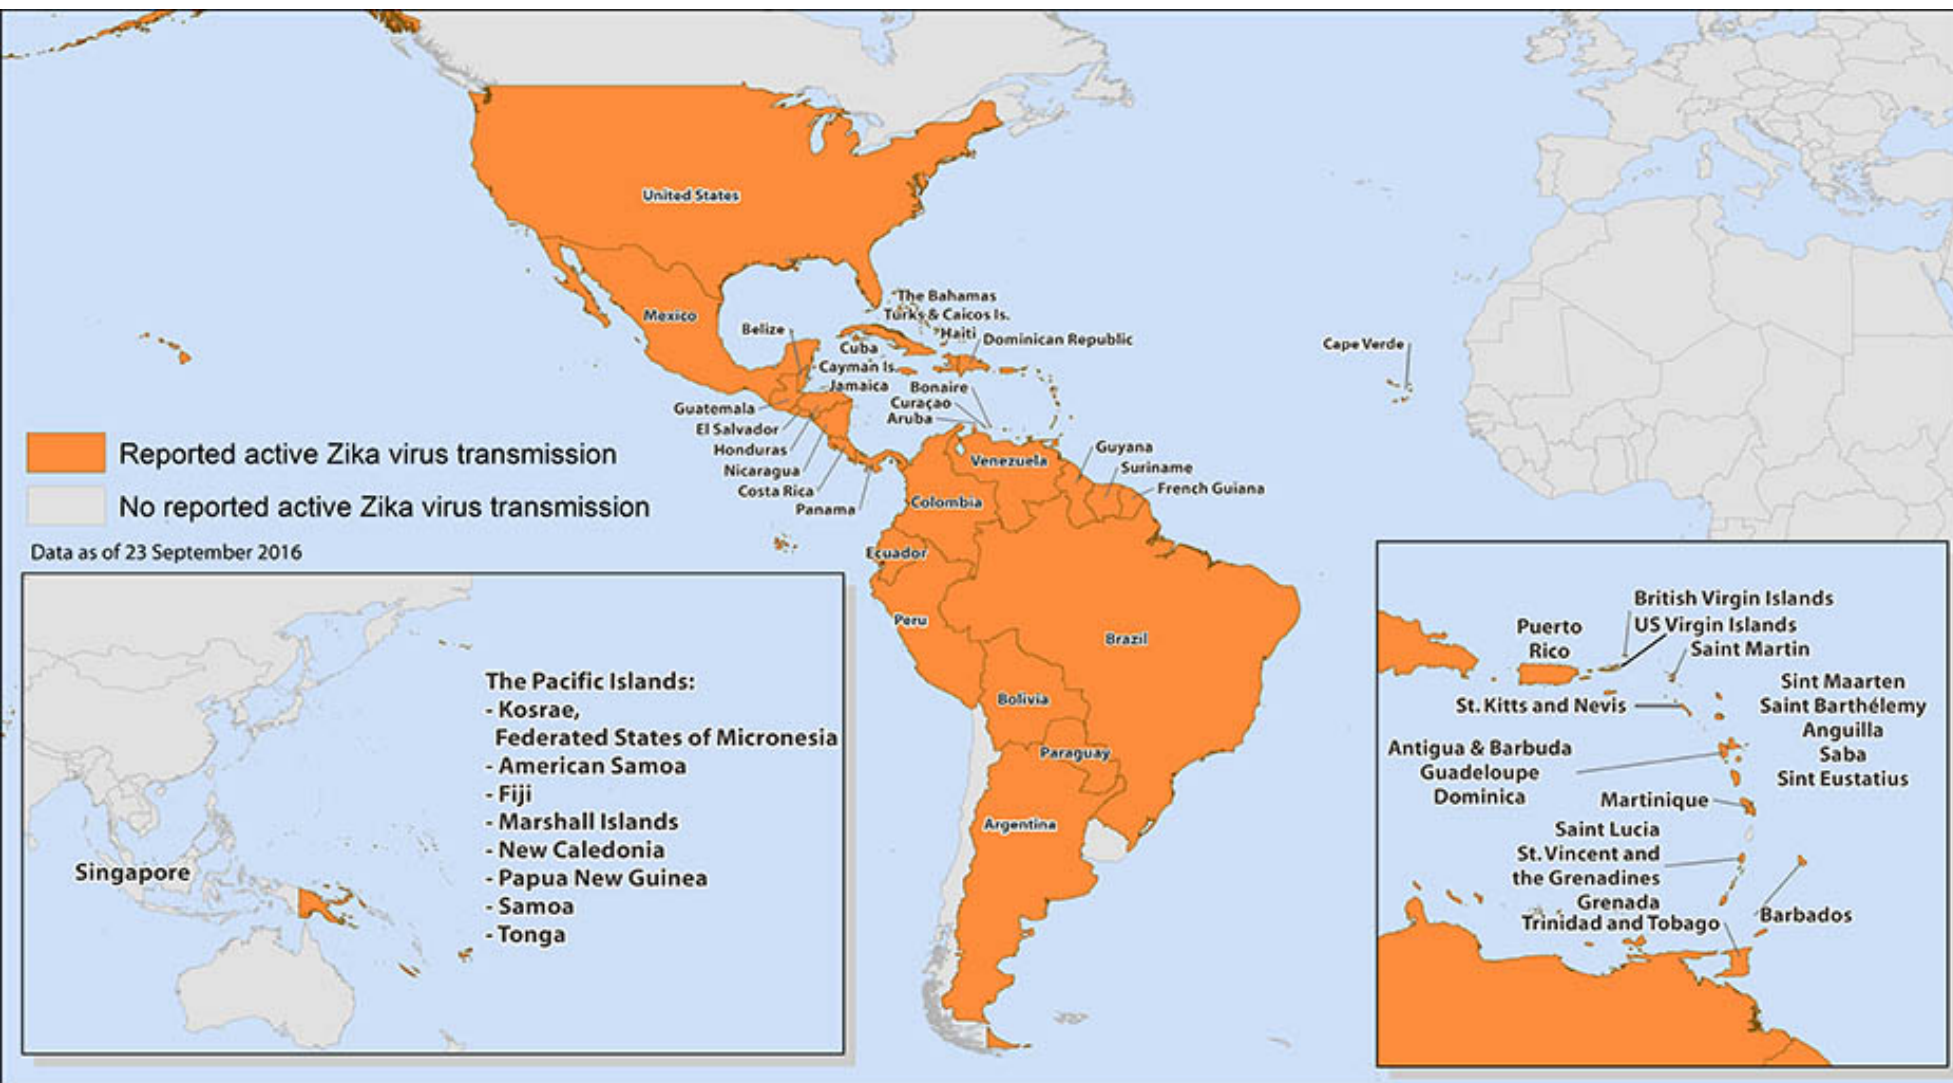 United States
Mexico
The Bahamas
Turks & Caicos Is.
Haiti
Dominican Republic
Belize
Cuba
Cayman Is.
Jamaica
Bonaire
Curaçao
Aruba
Cape Verde
Guatemala
El Salvador
Honduras
Nicaragua
Costa Rica
Panama
Venezuela
Guyana
Suriname
French Guiana
Colombia
Ecuador
Peru
Brazil
Bolivia
Paraguay
Argentina
Reported active Zika virus transmission
No reported active Zika virus transmission
Data as of 23 September 2016
Singapore
The Pacific Islands:
- Kosrae,
Federated States of Micronesia
- American Samoa
- Fiji
- Marshall Islands
- New Caledonia
- Papua New Guinea
- Samoa
- Tonga
British Virgin Islands
Puerto
Rico
US Virgin Islands
Saint Martin
Sint Maarten
Saint Barthélemy
Anguilla
Saba
Sint Eustatius
St. Kitts and Nevis
Antigua & Barbuda
Guadeloupe
Dominica
Martinique
Saint Lucia
St. Vincent and
the Grenadines
Grenada
Trinidad and Tobago
Barbados